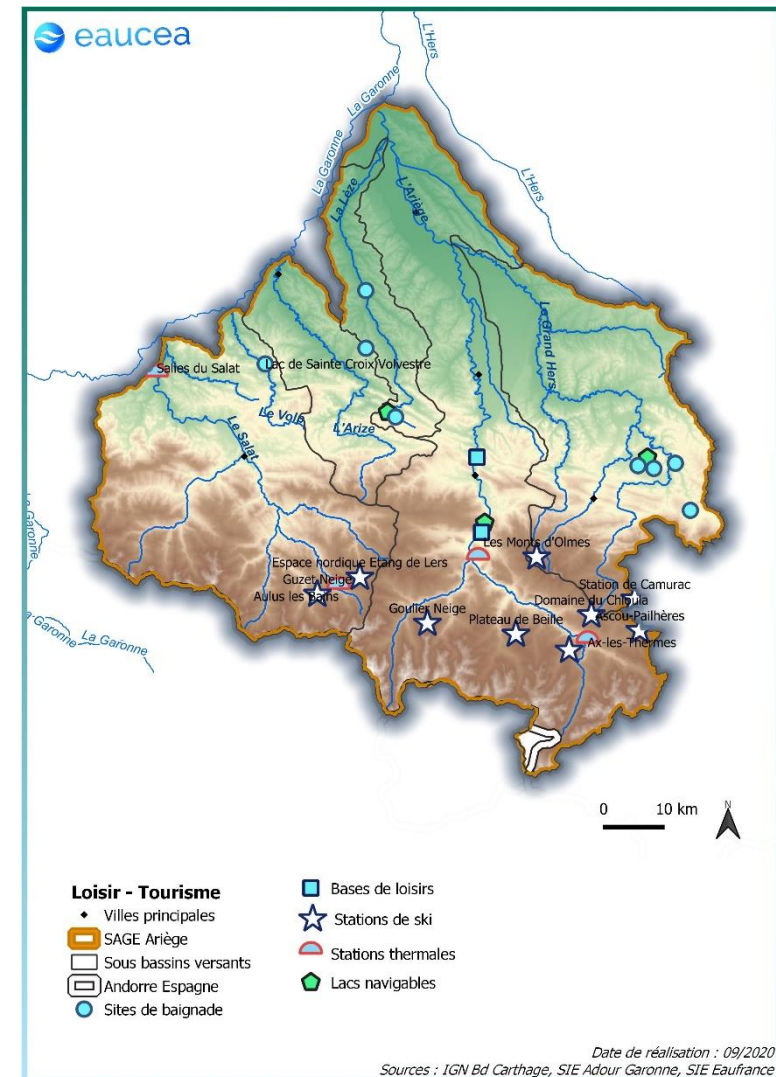 eaucea
L'Hers
La Garonne
La Garonne
L'Hers
La Lèze
L'Ariège
Le Grand Hers
Salies du Salat
Lac de Sainte Croix Volvestre
Le Volp
L'Arize
Le Salat
La Garonne
Les Monts d'Olmes
Espace nordique Etang de Lers
Guzet Neige
Aulus les Bains
Station de Camurac
Domaine du Chioula
Ascou-Pailhères
Goulier Neige
Plateau de Beille
Ax-les-Thermes
La Garonne
0 10 km
N
Loisir - Tourisme
Villes principales
SAGE Ariège
Sous bassins versants
Andorre Espagne
Sites de baignade
Bases de loisirs
Stations de ski
Stations thermales
Lacs navigables
Date de réalisation : 09/2020
Sources : IGN Bd Carthage, SIE Adour Garonne, SIE Eaufrance